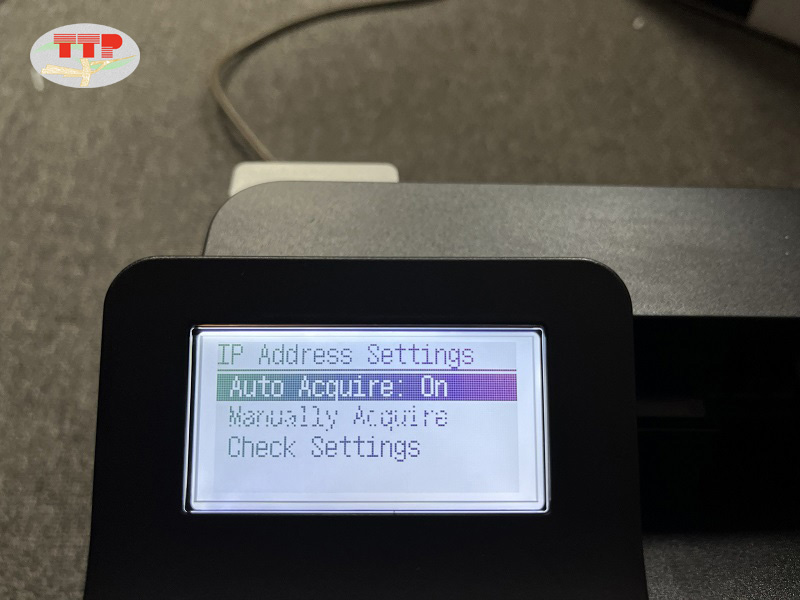 TTP
IP Address Settings
Auto Acquire: On
Manually Acquire
Check Settings